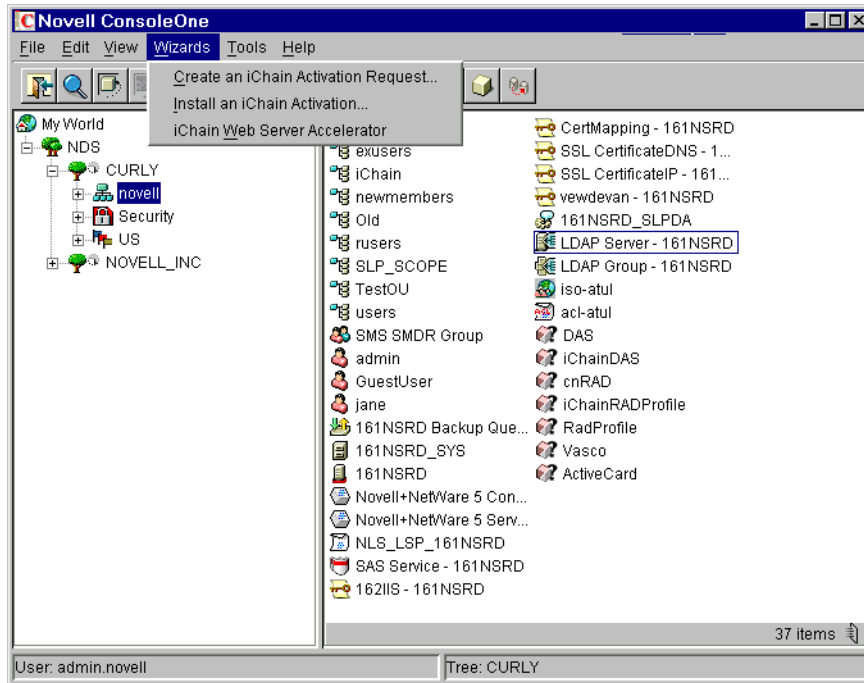 Novell ConsoleOne
File Edit View Wizards Tools Help
Create an iChain Activation Request...
Install an iChain Activation...
iChain Web Server Accelerator
My World
NDS
CURLY
novell
Security
US
NOVELL_INC
exusers
iChain
newmembers
Old
rusers
SLP_SCOPE
TestOU
users
SMS SMDR Group
admin
GuestUser
jane
161NSRD Backup Que...
161NSRD_SYS
161NSRD
Novell+NetWare 5 Con...
Novell+NetWare 5 Serv...
NLS_LSP_161NSRD
SAS Service - 161NSRD
162IIS - 161NSRD
CertMapping - 161NSRD
SSL CertificateDNS - 1...
SSL CertificateIP - 161...
vewdevan - 161NSRD
161NSRD_SLPDA
LDAP Server - 161NSRD
LDAP Group - 161NSRD
iso-atul
acl-atul
DAS
iChainDAS
cnRAD
iChainRADProfile
RadProfile
Vasco
ActiveCard
37 items
User: admin.novell
Tree: CURLY